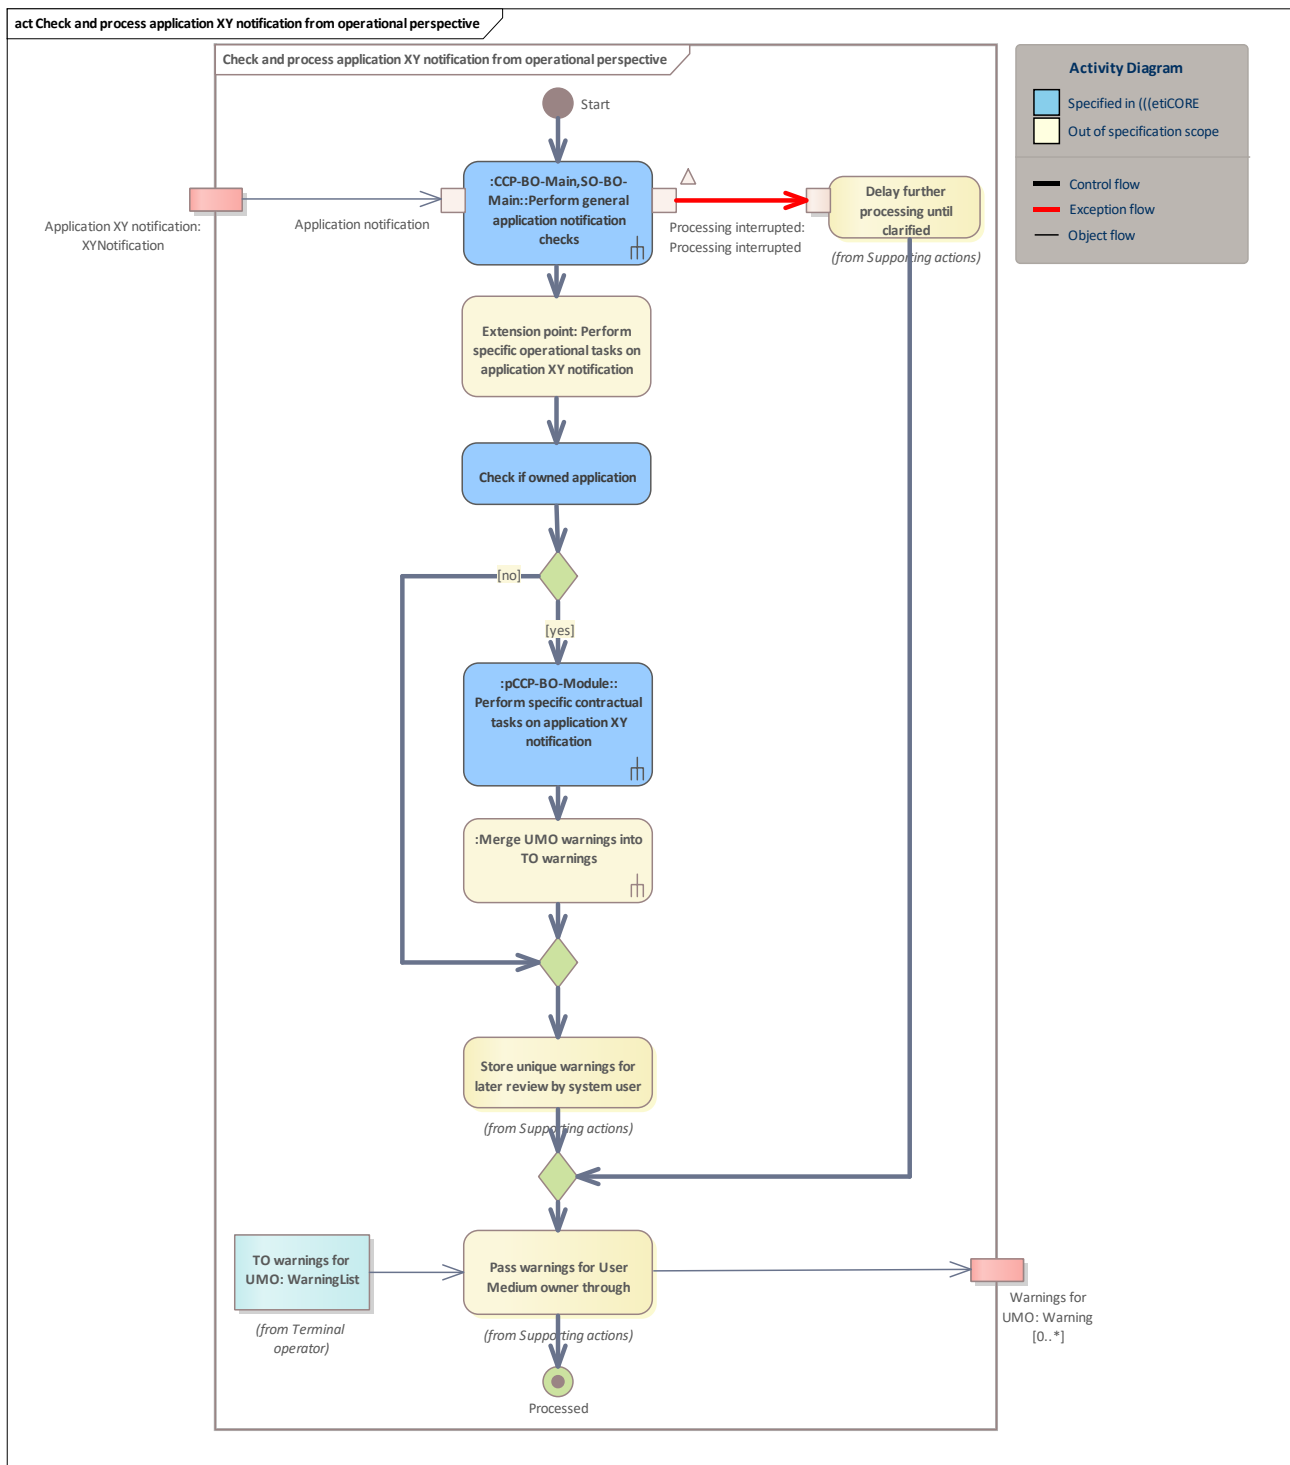 act Check and process application XY notification from operational perspective
Check and process application XY notification from operational perspective
Activity Diagram
Specified in (((etiCORE
Out of specification scope
Control flow
Exception flow
Object flow
Start
:CCP-BO-Main,SO-BO-
Main::Perform general
application notification
checks
Application XY notification:
XYNotification
Application notification
Processing interrupted:
Processing interrupted
Delay further
processing until
clarified
(from Supporting actions)
Extension point: Perform
specific operational tasks on
application XY notification
Check if owned application
[no]
[yes]
:pCCP-BO-Module::
Perform specific contractual
tasks on application XY
notification
:Merge UMO warnings into
TO warnings
Store unique warnings for
later review by system user
(from Supporting actions)
TO warnings for
UMO: WarningList
(from Terminal
operator)
Pass warnings for User
Medium owner through
(from Supporting actions)
Warnings for
UMO: Warning
[0..*]
Processed